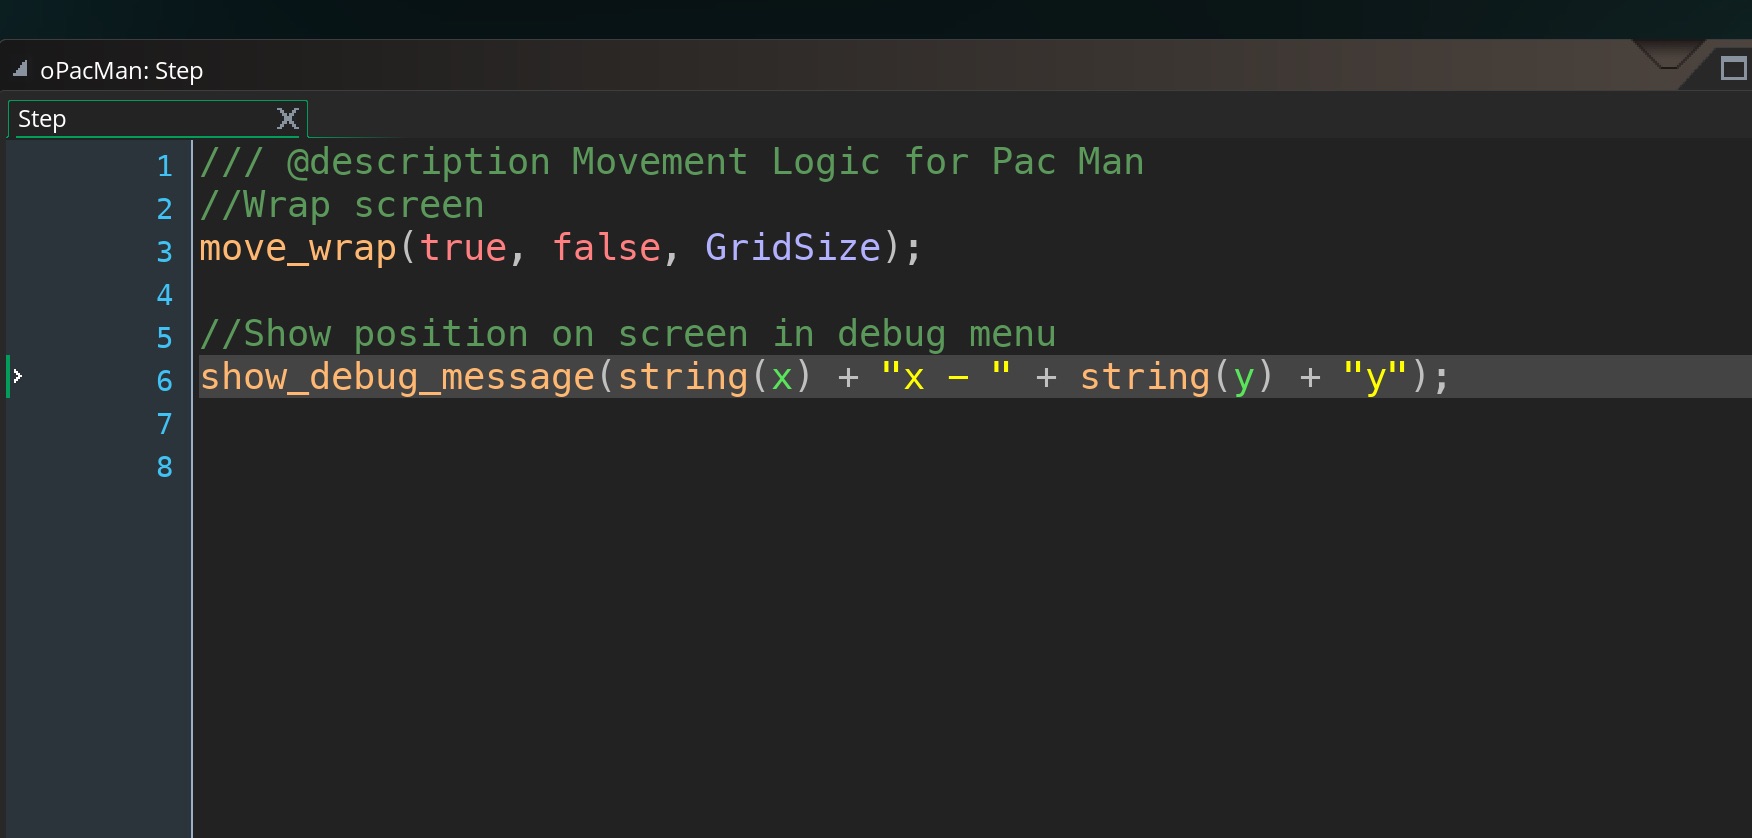 oPacMan: Step
Step
1 /// @description Movement Logic for Pac Man
2 //Wrap screen
3 move_wrap(true, false, GridSize);
4
5 //Show position on screen in debug menu
6 show_debug_message(string(x) + "x - " + string(y) + "y");
7
8